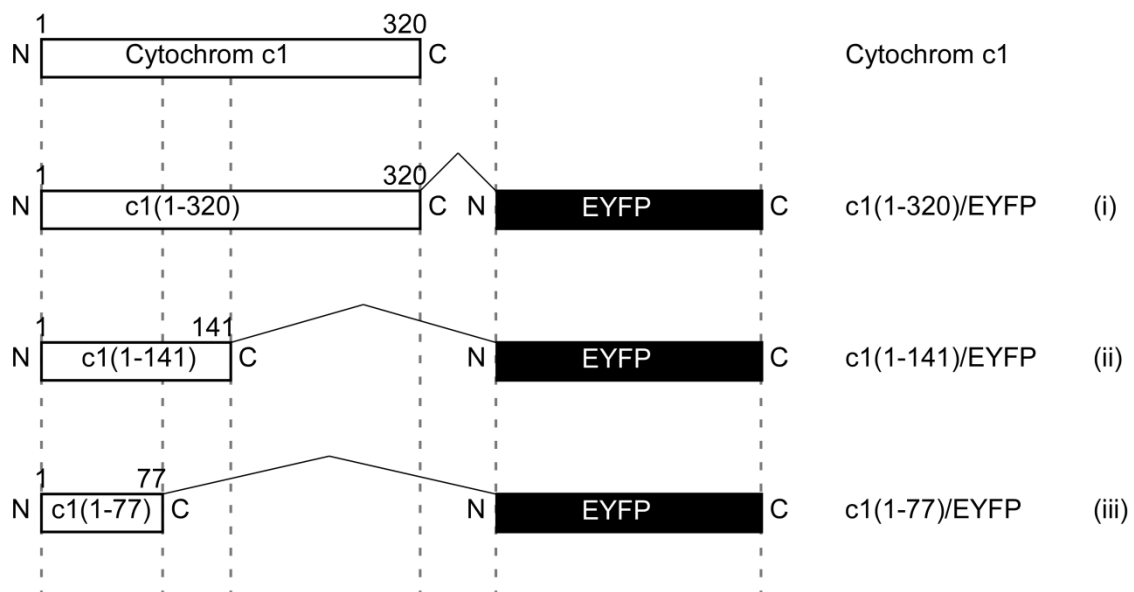 1 320
N Cytochrom c1 C Cytochrom c1
1 320
N c1(1-320) C N EYFP C c1(1-320)/EYFP (i)
1 141
N c1(1-141) C N EYFP C c1(1-141)/EYFP (ii)
1 77
N c1(1-77) C N EYFP C c1(1-77)/EYFP (iii)